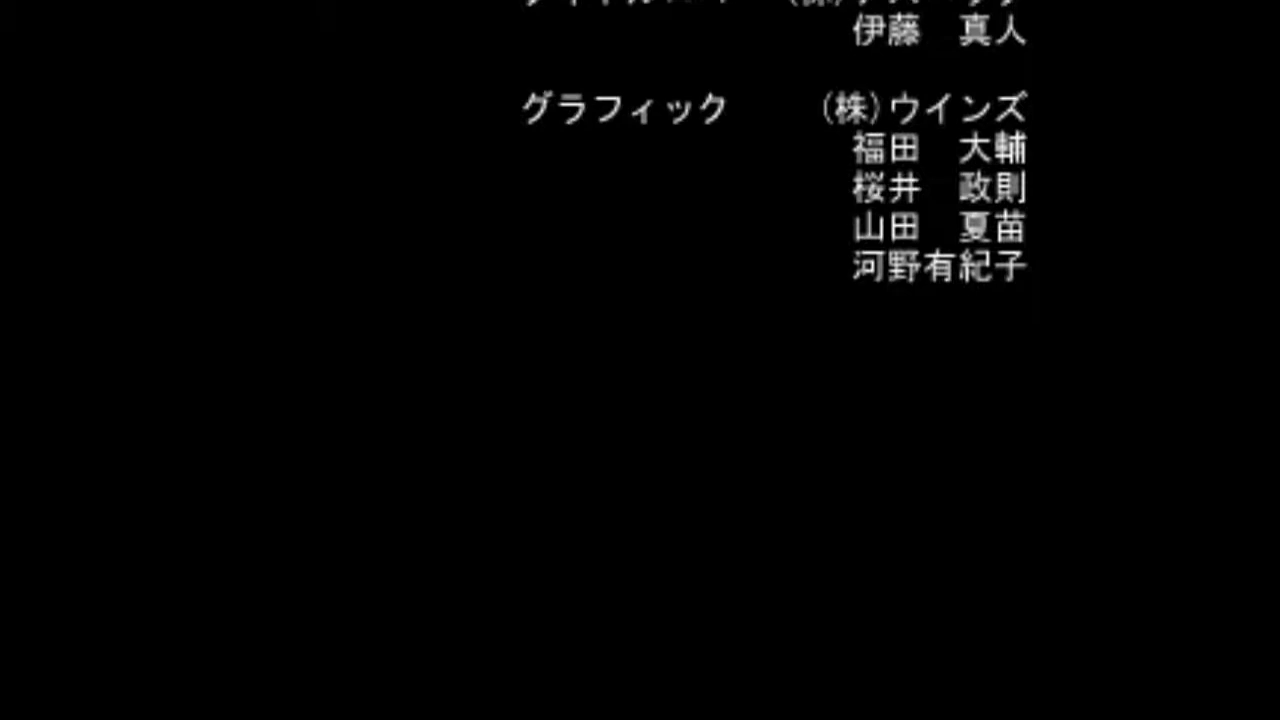 伊藤　真人
グラフィック　　(株)ウインズ
福田　大輔
桜井　政則
山田　夏苗
河野有紀子